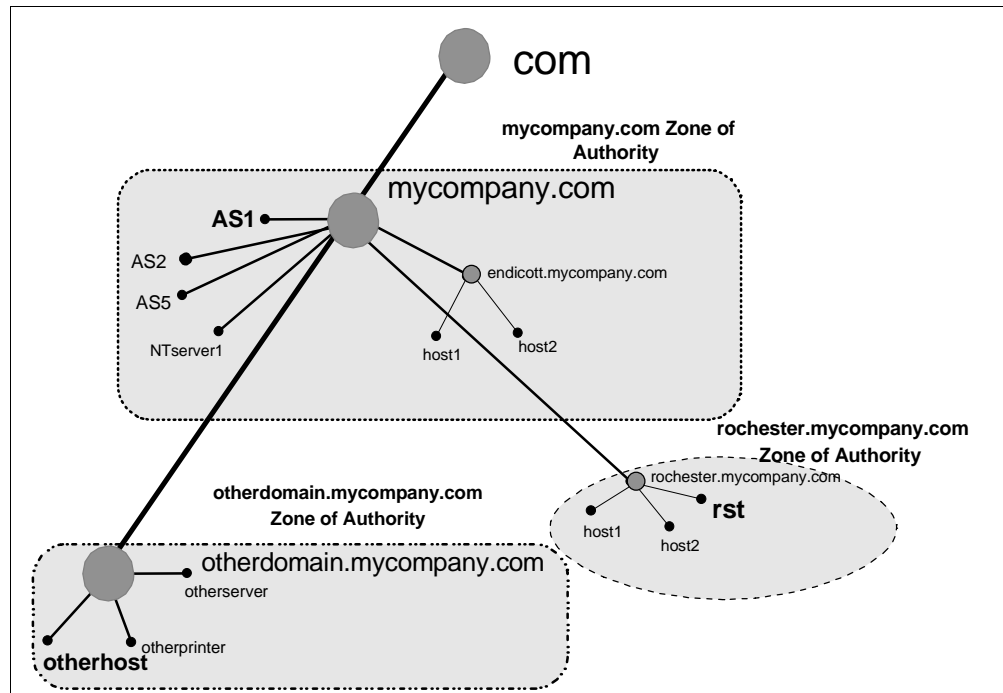 com
mycompany.com Zone of
Authority
mycompany.com
AS1
AS2
endicott.mycompany.com
AS5
NTserver1
host1
host2
rochester.mycompany.com
Zone of Authority
rochester.mycompany.com
rst
host1
host2
otherdomain.mycompany.com
Zone of Authority
otherdomain.mycompany.com
otherserver
otherprinter
otherhost